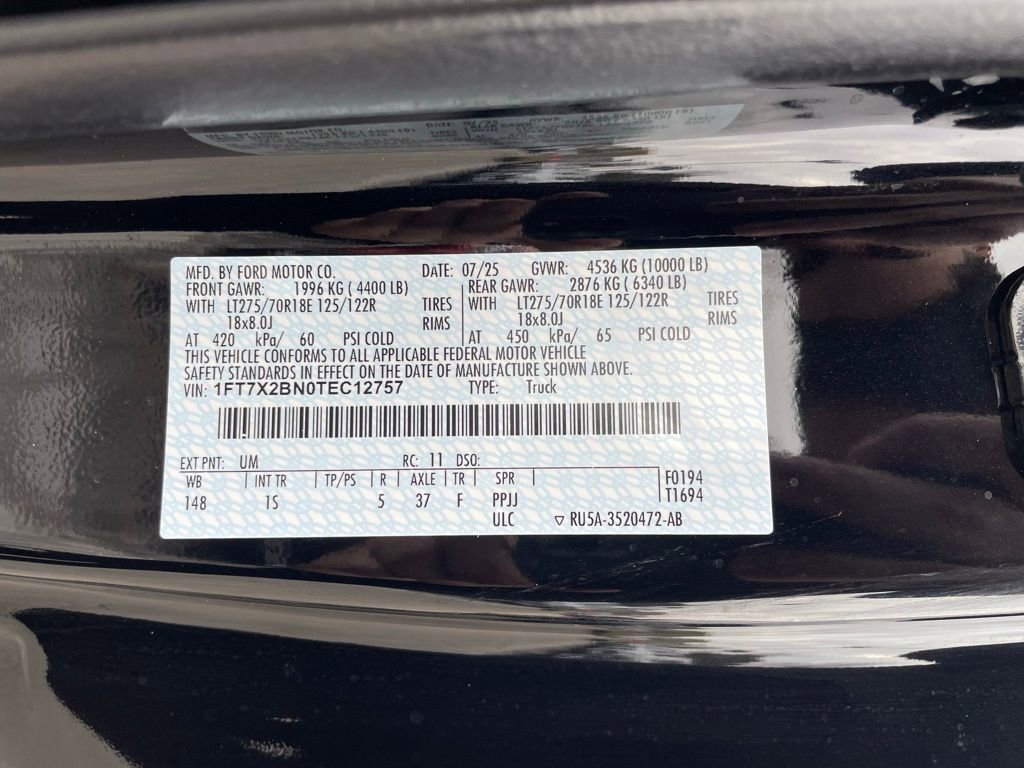 MFD. BY FORD MOTOR CO. DATE: 07/25 GVWR: 4536 KG (10000 LB)
FRONT GAWR: 1996 KG ( 4400 LB) REAR GAWR: 2876 KG ( 6340 LB)
WITH LT275/70R18E 125/122R TIRES WITH LT275/70R18E 125/122R TIRES
18x8.0J RIMS 18x8.0J RIMS
AT 420 kPa/ 60 PSI COLD AT 450 kPa/ 65 PSI COLD
THIS VEHICLE CONFORMS TO ALL APPLICABLE FEDERAL MOTOR VEHICLE
SAFETY STANDARDS IN EFFECT ON THE DATE OF MANUFACTURE SHOWN ABOVE.
VIN: 1FT7X2BN0TEC12757 TYPE: Truck
EXT PNT: UM RC: 11 DSO:
WB INT TR TP/PS R AXLE TR SPR F0194
148 1S 5 37 F PPJJ T1694
ULC ▽ RU5A-3520472-AB